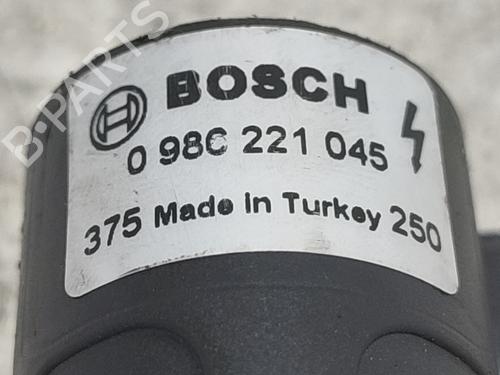 BOSCH
0 986 221 045
375 Made in Turkey 250
B-PARTS